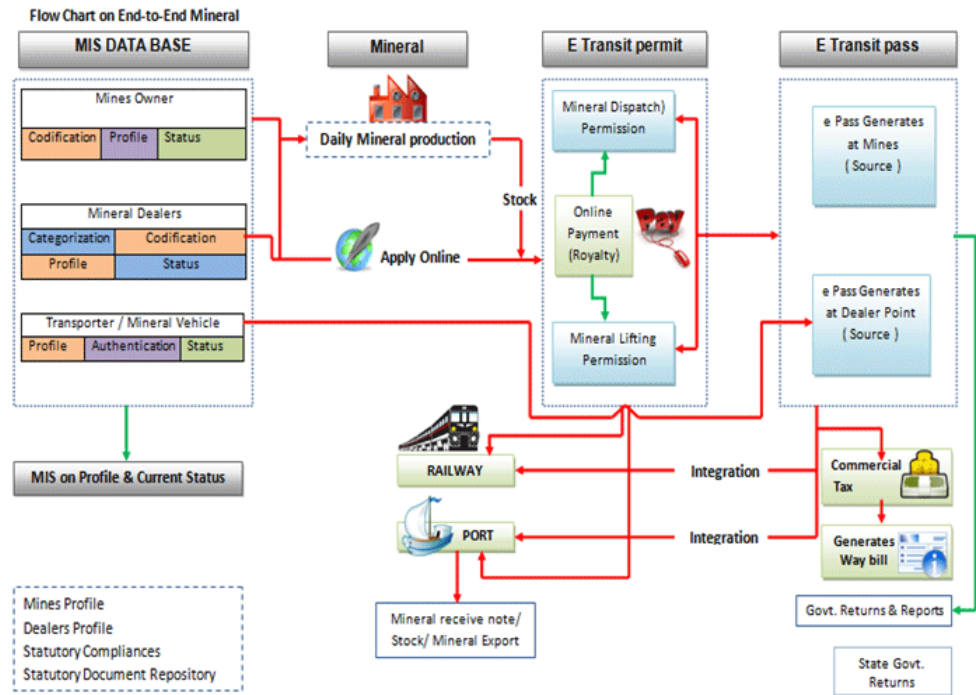 Flow Chart on End-to-End Mineral
MIS DATA BASE
Mineral
E Transit permit
E Transit pass
Mines Owner
Codification
Profile
Status
Mineral Dealers
Categorization
Codification
Profile
Status
Transporter / Mineral Vehicle
Profile
Authentication
Status
MIS on Profile & Current Status
Mines Profile
Dealers Profile
Statutory Compliances
Statutory Document Repository
Daily Mineral production
Stock
Apply Online
Mineral Dispatch)
Permission
Online
Payment
(Royalty)
Pay
Mineral Lifting
Permission
e Pass Generates
at Mines
( Source )
e Pass Generates
at Dealer Point
( Source )
RAILWAY
Integration
PORT
Integration
Mineral receive note/
Stock/ Mineral Export
Commercial
Tax
Generates
Way bill
Govt. Returns & Reports
State Govt.
Returns